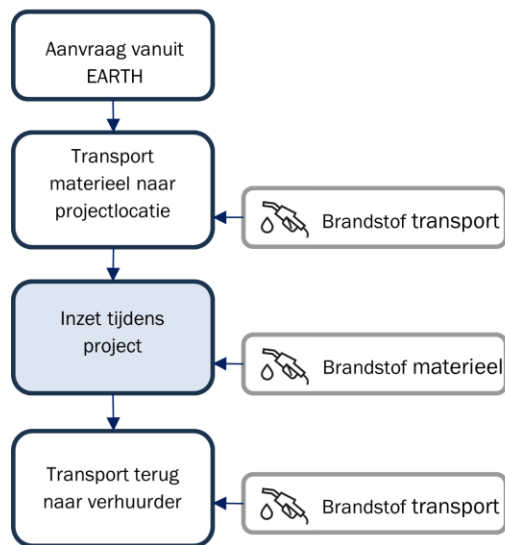 Aanvraag vanuit
EARTH
Transport
materieel naar
projectlocatie
Brandstof transport
Inzet tijdens
project
Brandstof materieel
Transport terug
naar verhuurder
Brandstof transport